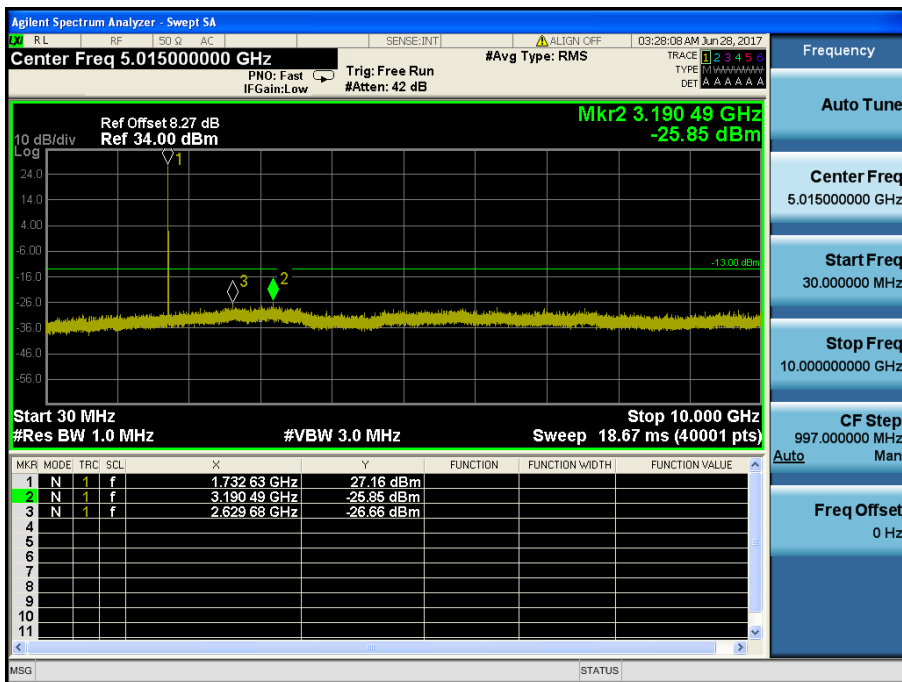 Agilent Spectrum Analyzer - Swept SA
LXI RL RF 50 Ω AC SENSE:INT ALIGN OFF 03:28:08 AM Jun 28, 2017
Center Freq 5.015000000 GHz
PNO: Fast
IFGain:Low
Trig: Free Run
#Atten: 42 dB
#Avg Type: RMS
TRACE 1 2 3 4 5 6
TYPE M WWWWW
DET A A A A A A
Mkr2 3.190 49 GHz
-25.85 dBm
Ref Offset 8.27 dB
10 dB/div Ref 34.00 dBm
Log
24.0
14.0
4.00
-6.00
-16.0
-26.0
-36.0
-46.0
-56.0
1
3
2
-13.00 dBm
Start 30 MHz Stop 10.000 GHz
#Res BW 1.0 MHz #VBW 3.0 MHz Sweep 18.67 ms (40001 pts)
MKR MODE TRC SCL X Y FUNCTION FUNCTION WIDTH FUNCTION VALUE
1 N 1 f 1.732 63 GHz 27.16 dBm
2 N 1 f 3.190 49 GHz -25.85 dBm
3 N 1 f 2.629 68 GHz -26.66 dBm
4
5
6
7
8
9
10
11
MSG STATUS
Frequency
Auto Tune
Center Freq
5.015000000 GHz
Start Freq
30.000000 MHz
Stop Freq
10.000000000 GHz
CF Step
997.000000 MHz
Auto Man
Freq Offset
0 Hz